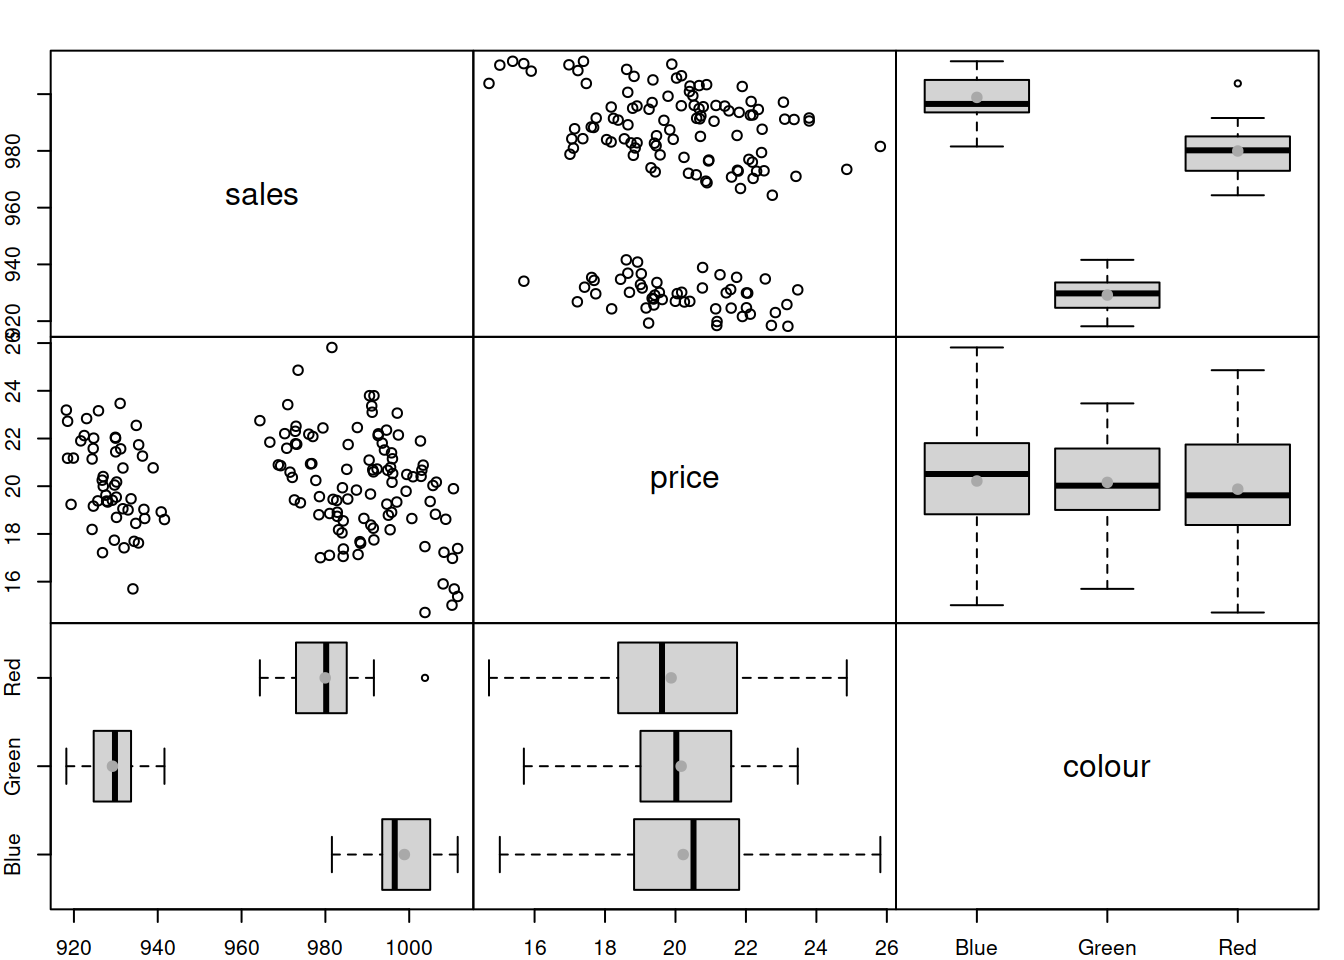 sales
920
940
960
980
price
16
18
20
22
24
26
colour
Red
Green
Blue
920 940 960 980 1000
16 18 20 22 24 26
Blue Green Red